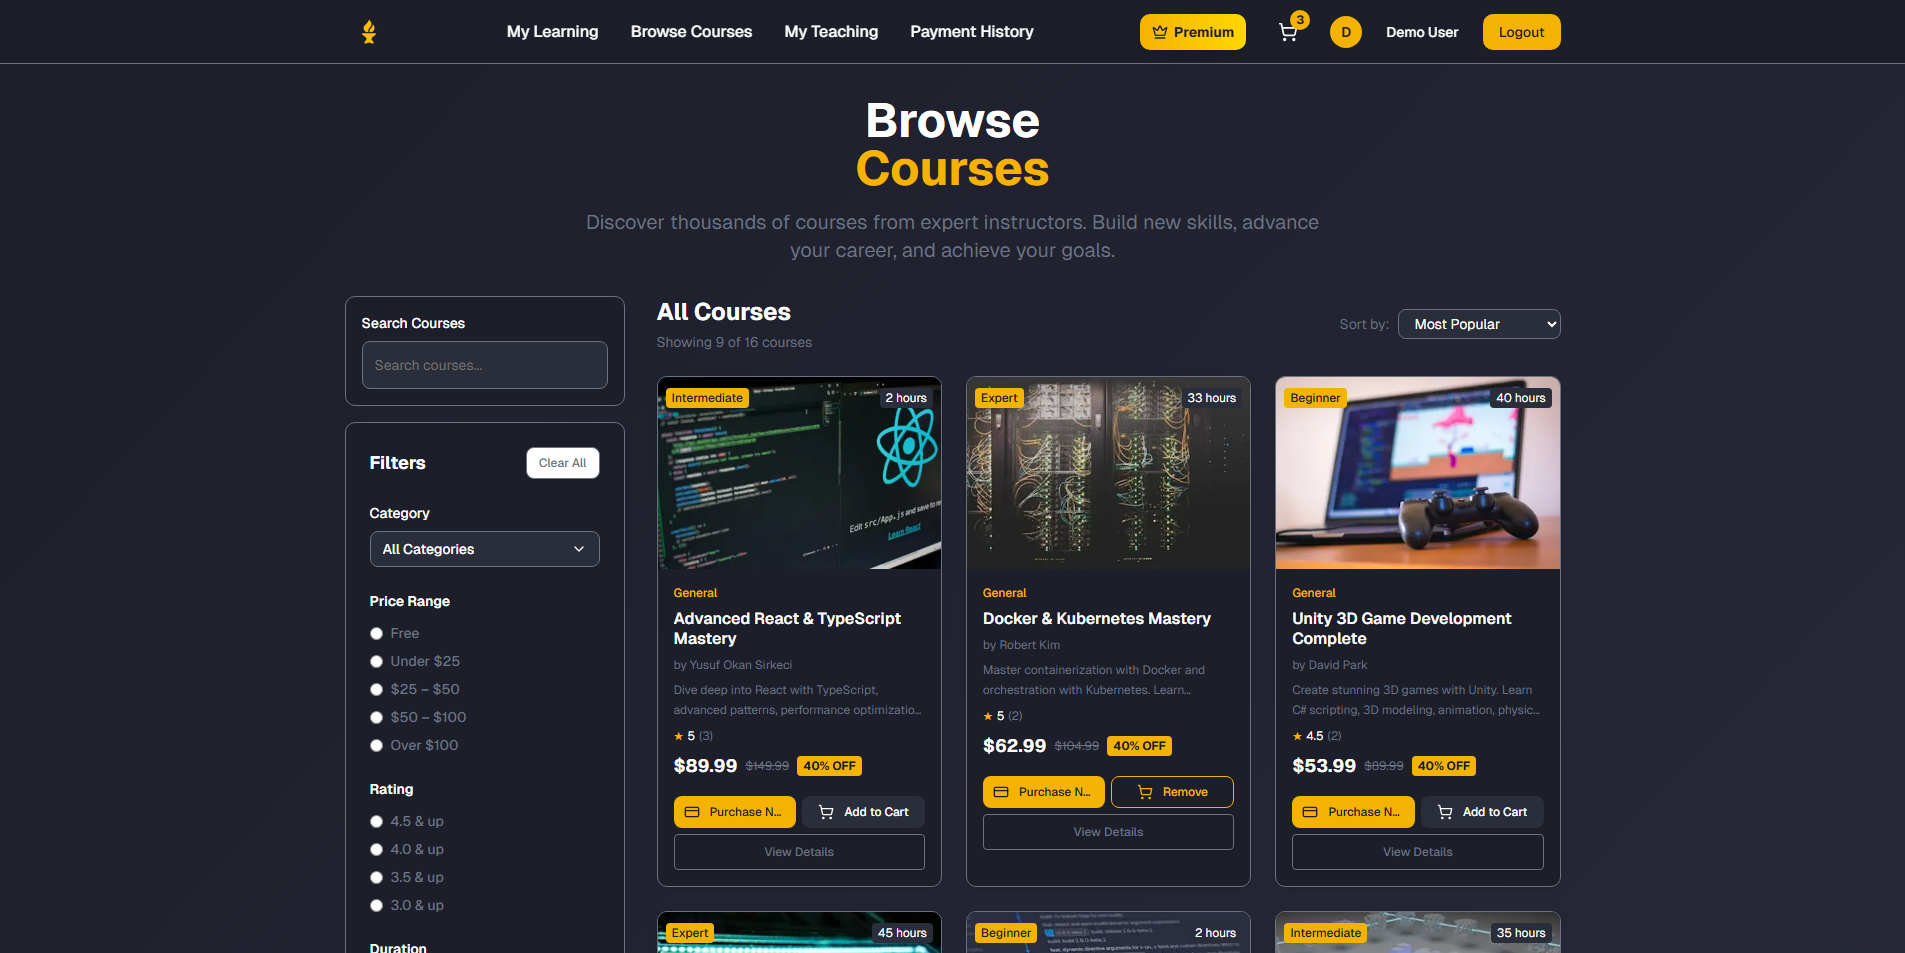 My Learning
Browse Courses
My Teaching
Payment History
Premium
3
D
Demo User
Logout
Browse
Courses
Discover thousands of courses from expert instructors. Build new skills, advance
your career, and achieve your goals.
Search Courses
Search courses...
Filters
Clear All
Category
All Categories
Price Range
Free
Under $25
$25 – $50
$50 – $100
Over $100
Rating
4.5 & up
4.0 & up
3.5 & up
3.0 & up
Duration
All Courses
Showing 9 of 16 courses
Sort by:
Most Popular
Intermediate
2 hours
Edit src/App.js and save to re
Learn React
General
Advanced React & TypeScript
Mastery
by Yusuf Okan Sirkeci
Dive deep into React with TypeScript,
advanced patterns, performance optimizatio...
★ 5 (3)
$89.99 $149.99 40% OFF
Purchase N...
Add to Cart
View Details
Expert
33 hours
General
Docker & Kubernetes Mastery
by Robert Kim
Master containerization with Docker and
orchestration with Kubernetes. Learn...
★ 5 (2)
$62.99 $104.99 40% OFF
Purchase N...
Remove
View Details
Beginner
40 hours
General
Unity 3D Game Development
Complete
by David Park
Create stunning 3D games with Unity. Learn
C# scripting, 3D modeling, animation, physic...
★ 4.5 (2)
$53.99 $89.99 40% OFF
Purchase N...
Add to Cart
View Details
Expert
45 hours
Beginner
2 hours
Intermediate
35 hours